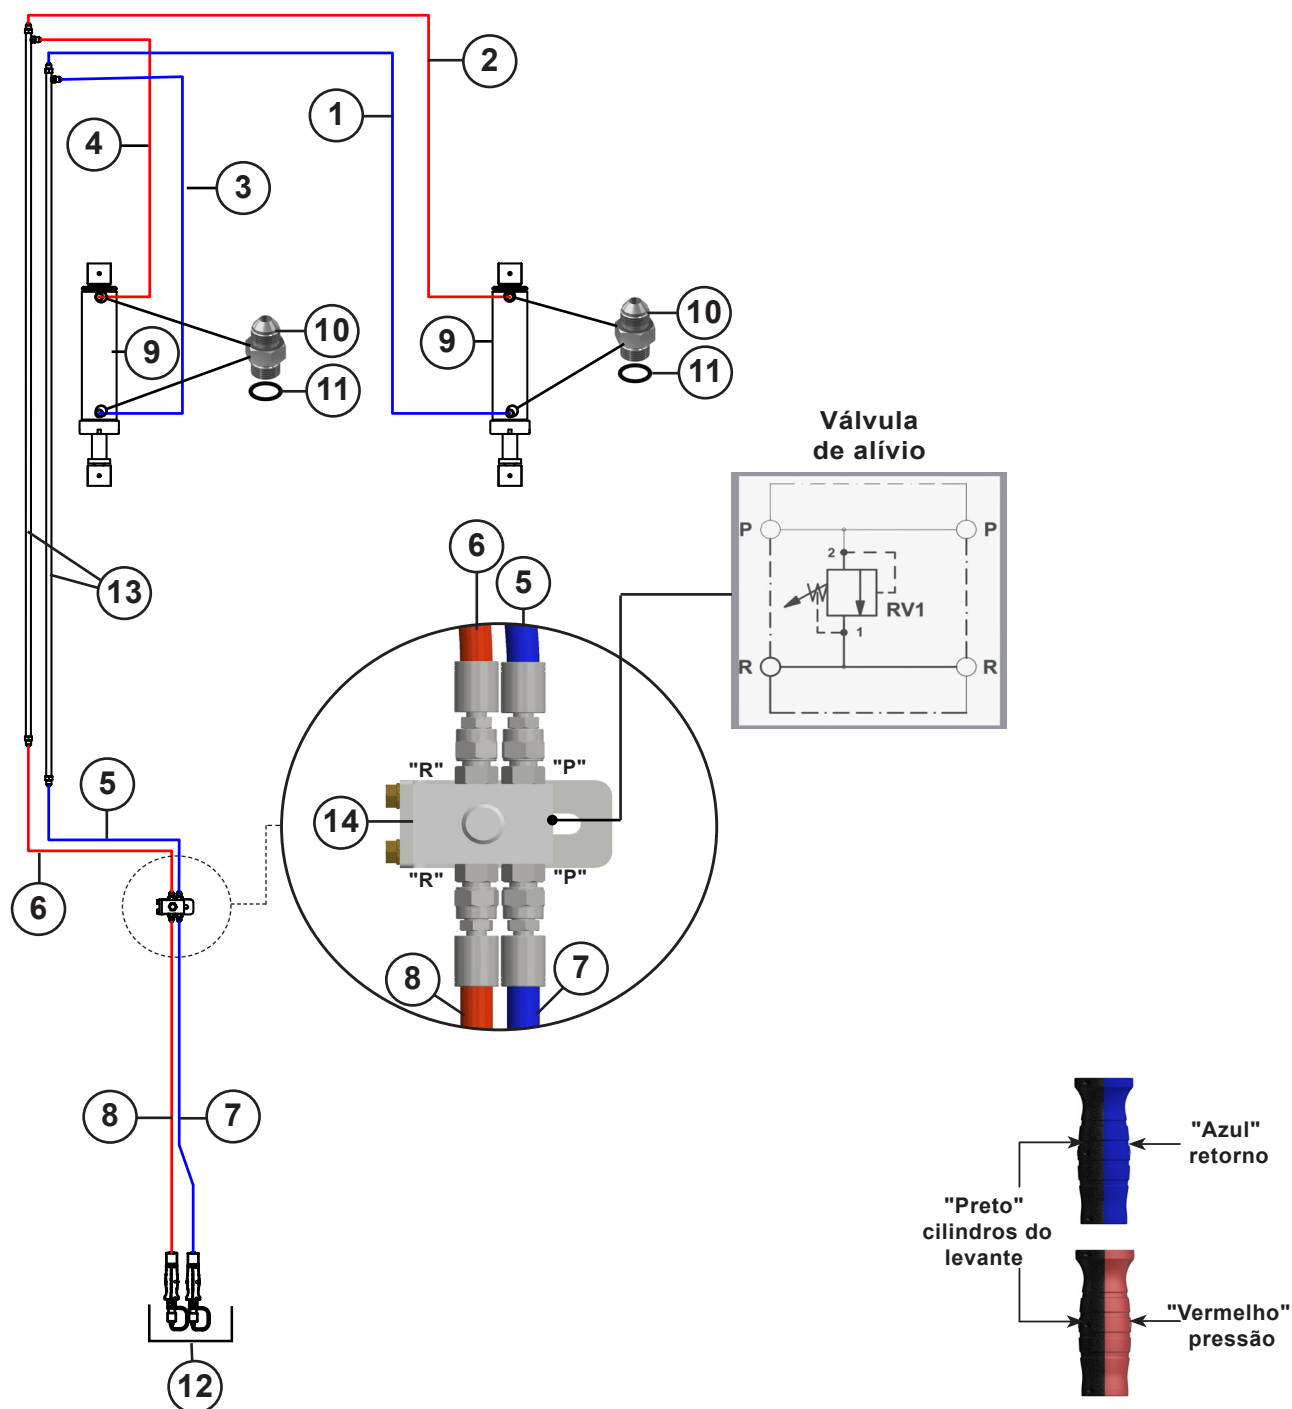 2
1
4
3
10
11
9
10
11
9
Válvula
de alívio
P
P
2
RV1
1
R
R
6
5
13
"R"
"P"
14
"R"
"P"
8
7
5
6
8
7
12
"Azul"
retorno
"Preto"
cilindros do
levante
"Vermelho"
pressão